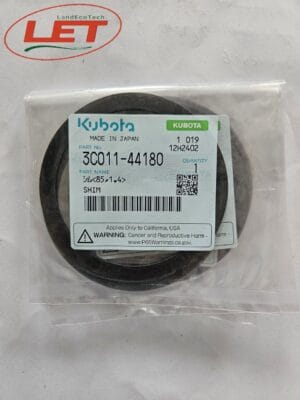 LandEcoTech
LET
Kubota
KUBOTA
MADE IN JAPAN
1 019
12H2402
PART No.
3C011-44180
QUANTITY
1
PART NAME
SHIM
Applies Only to California, USA
WARNING: Cancer and Reproductive Harm -
www.P65Warnings.ca.gov.